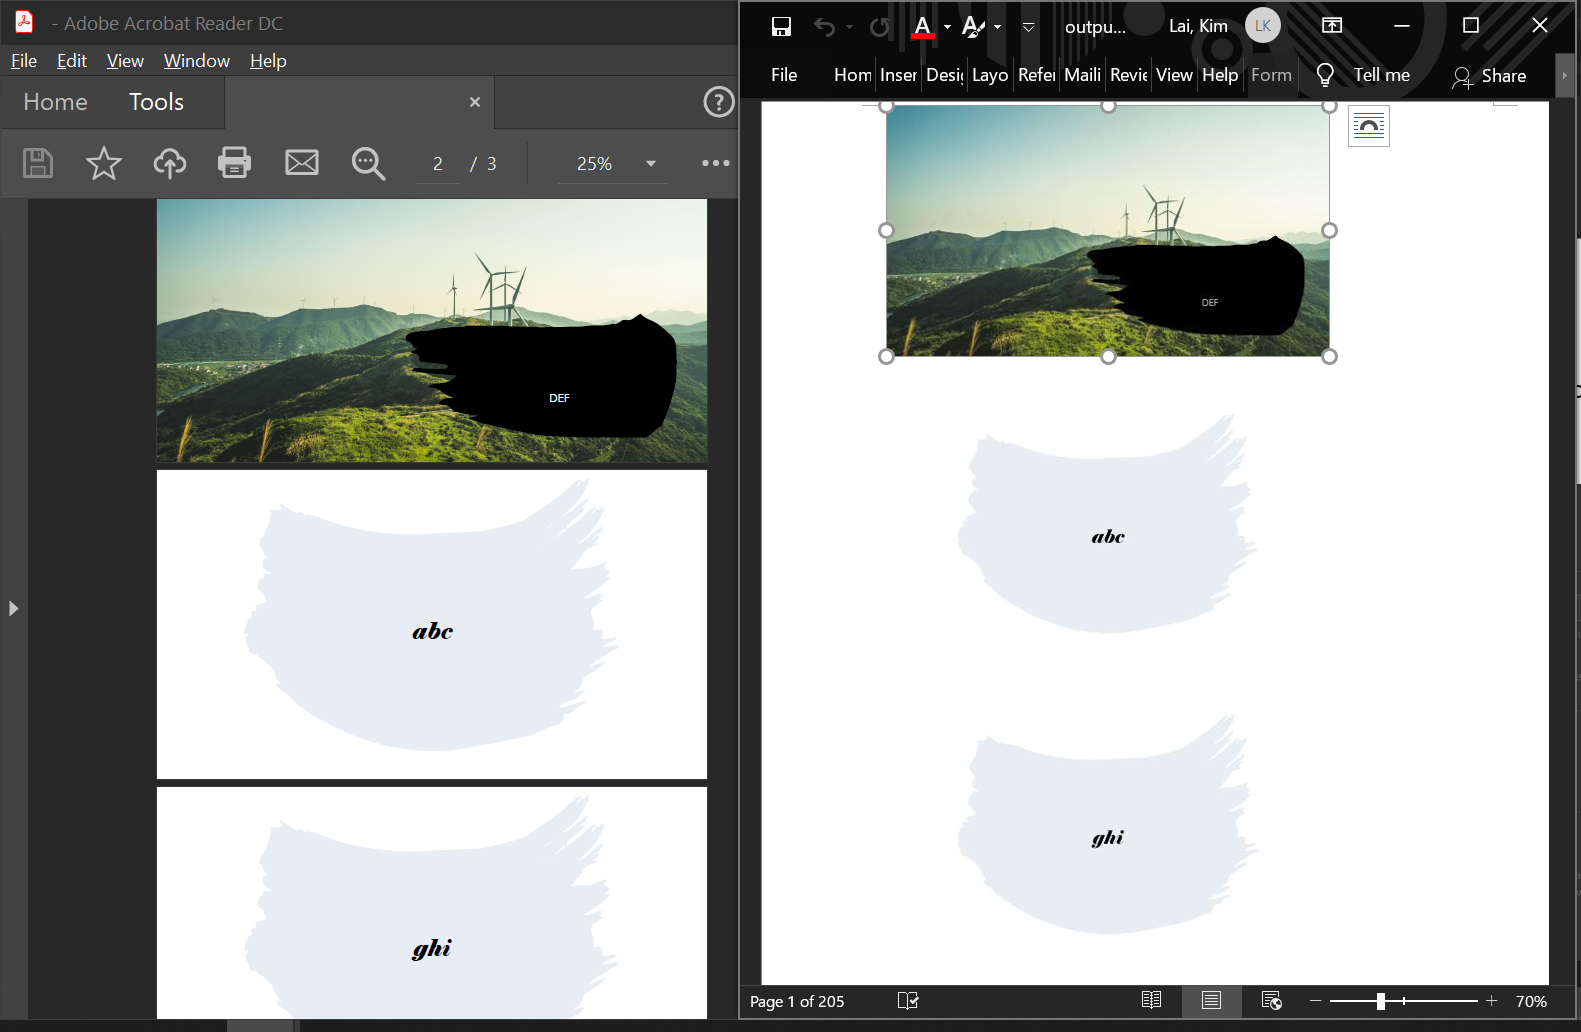 - Adobe Acrobat Reader DC
File Edit View Window Help
Home Tools
2 / 3 25%
DEF
abc
ghi
outpu... Lai, Kim LK
File Hom Inser Desig Layo Refer Maili Revie View Help Form Tell me Share
DEF
abc
ghi
Page 1 of 205 70%